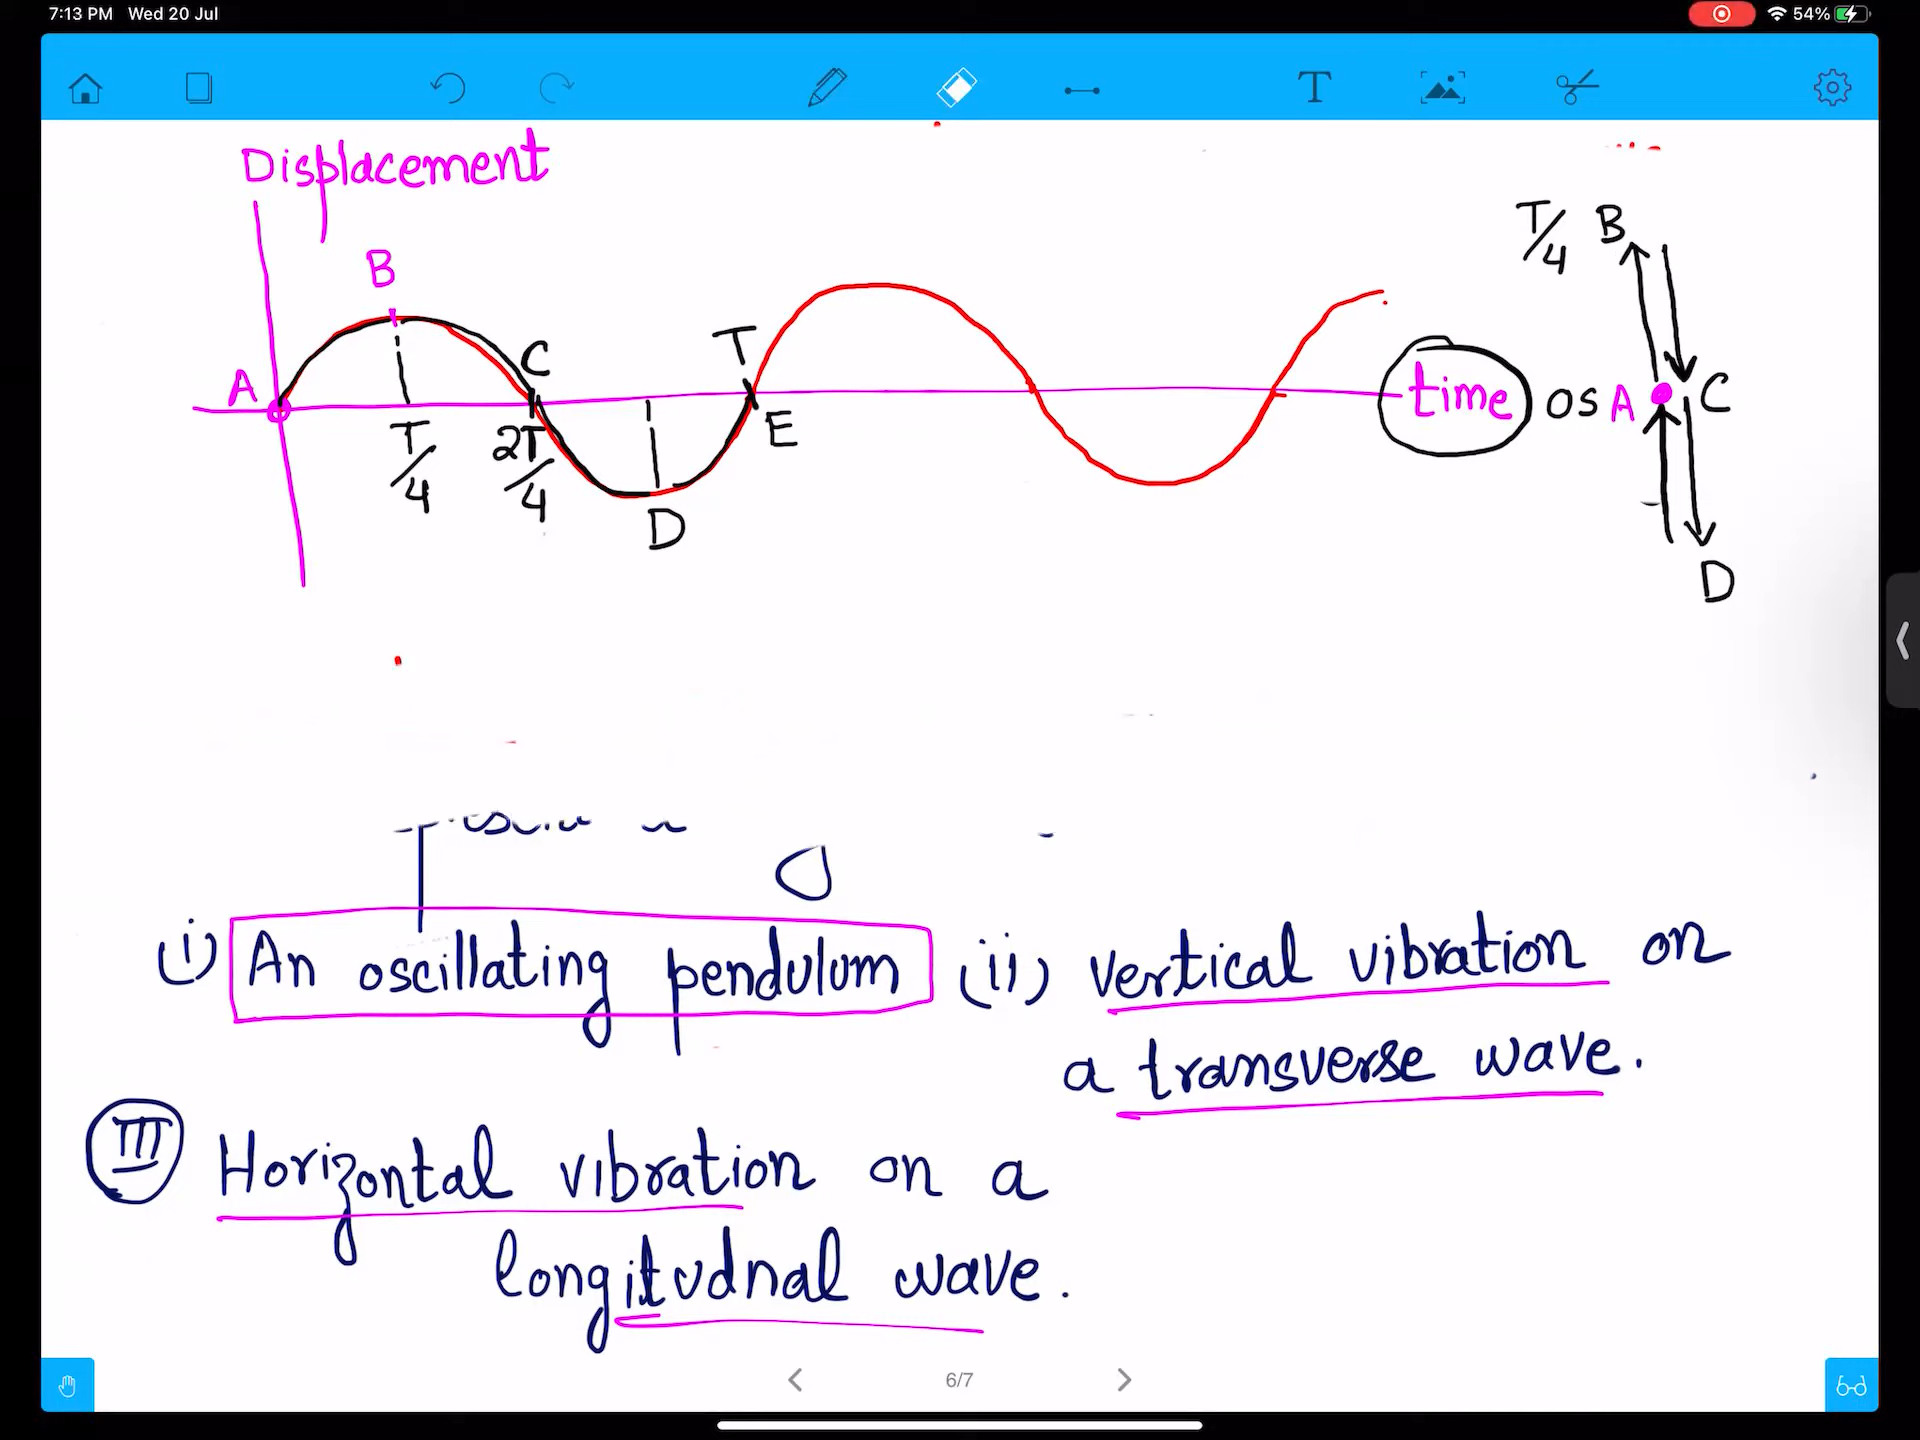 7:13 PM Wed 20 Jul
54%
T
Displacement
T/4 B
B
C T
A time 0s A C
T/4 2T/4 E
D
D
(i) An oscillating pendulum (ii) vertical vibration on
a transverse wave.
III Horizontal vibration on a
longitudnal wave.
6/7